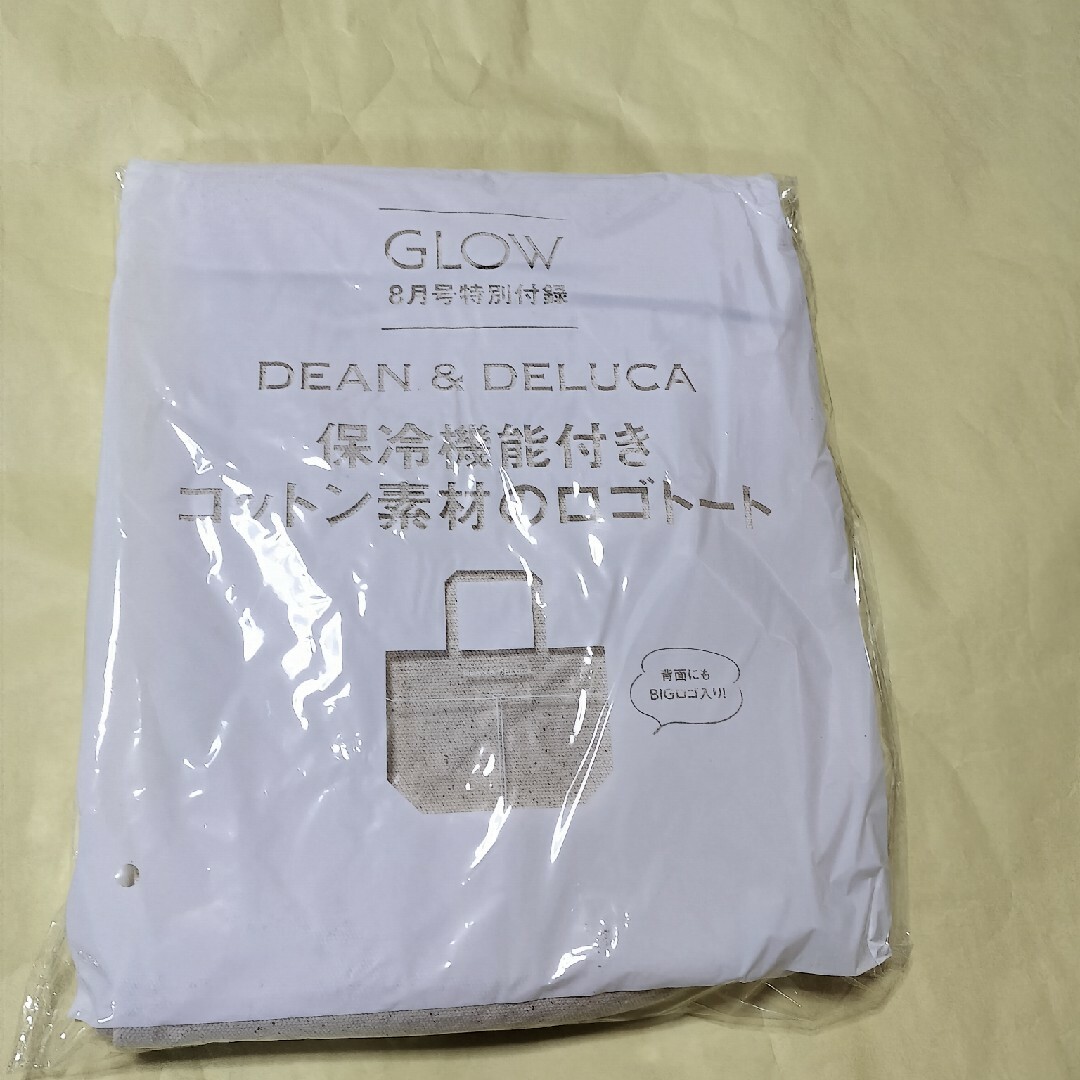 GLOW
8月号特別付録
DEAN & DELUCA
保冷機能付き
コットン素材のロゴトート
背面にも
BIGロゴ入り!